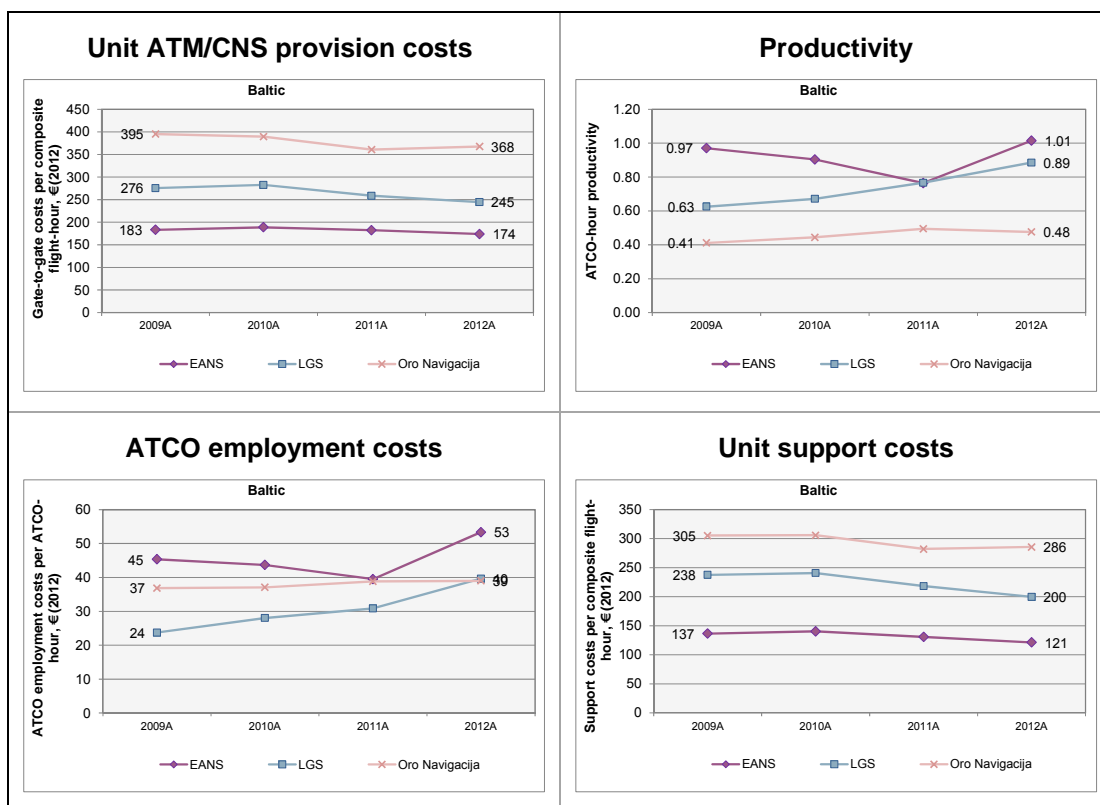 Unit ATM/CNS provision costs
Baltic
Gate-to-gate costs per composite
flight-hour, €(2012)
450
400
350
300
250
200
150
100
50
0
395
368
276
245
183
174
2009A 2010A 2011A 2012A
EANS LGS Oro Navigacija
Productivity
Baltic
ATCO-hour productivity
1.20
1.00
0.80
0.60
0.40
0.20
0.00
0.97
1.01
0.89
0.63
0.41
0.48
2009A 2010A 2011A 2012A
EANS LGS Oro Navigacija
ATCO employment costs
Baltic
ATCO employment costs per ATCO-
hour, €(2012)
60
50
40
30
20
10
0
45
53
37
40
39
24
2009A 2010A 2011A 2012A
EANS LGS Oro Navigacija
Unit support costs
Baltic
Support costs per composite flight-
hour, €(2012)
350
300
250
200
150
100
50
0
305
286
238
200
137
121
2009A 2010A 2011A 2012A
EANS LGS Oro Navigacija